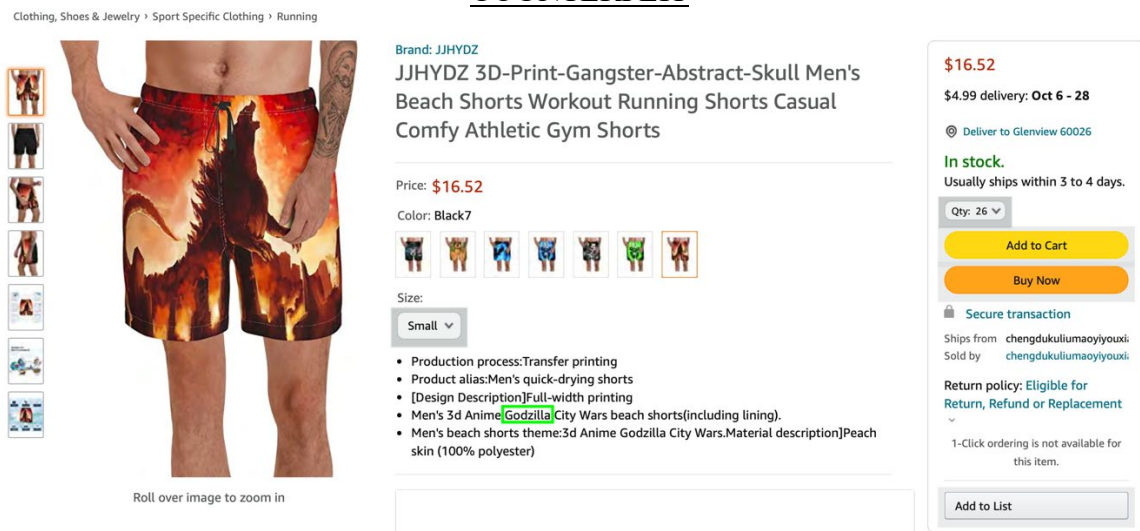 Clothing, Shoes & Jewelry › Sport Specific Clothing › Running
Brand: JJHYDZ
JJHYDZ 3D-Print-Gangster-Abstract-Skull Men's
Beach Shorts Workout Running Shorts Casual
Comfy Athletic Gym Shorts
Price: $16.52
Color: Black7
Size:
Small
• Production process:Transfer printing
• Product alias:Men's quick-drying shorts
• [Design Description]Full-width printing
• Men's 3d Anime Godzilla City Wars beach shorts(including lining).
• Men's beach shorts theme:3d Anime Godzilla City Wars.Material description]Peach
skin (100% polyester)
Roll over image to zoom in
$16.52
$4.99 delivery: Oct 6 - 28
Deliver to Glenview 60026
In stock.
Usually ships within 3 to 4 days.
Qty: 26
Add to Cart
Buy Now
Secure transaction
Ships from chengdukuliumaoyiyouxi
Sold by chengdukuliumaoyiyouxi
Return policy: Eligible for
Return, Refund or Replacement
1-Click ordering is not available for
this item.
Add to List